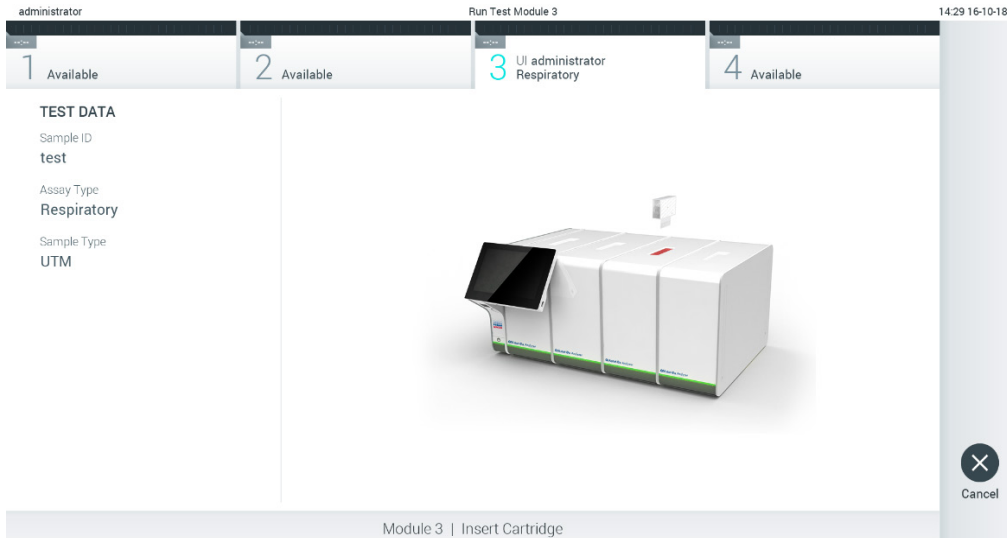 administrator
Run Test Module 3
14:29 16-10-18
--:--
--:--
--:--
--:--
1 Available
2 Available
3 UI administrator
Respiratory
4 Available
TEST DATA
Sample ID
test
Assay Type
Respiratory
Sample Type
UTM
Cancel
Module 3 | Insert Cartridge